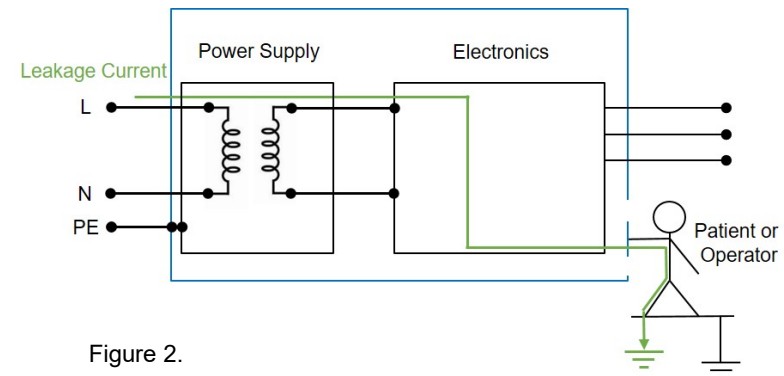 Power Supply
Electronics
Leakage Current
L
N
PE
Patient or
Operator
Figure 2.